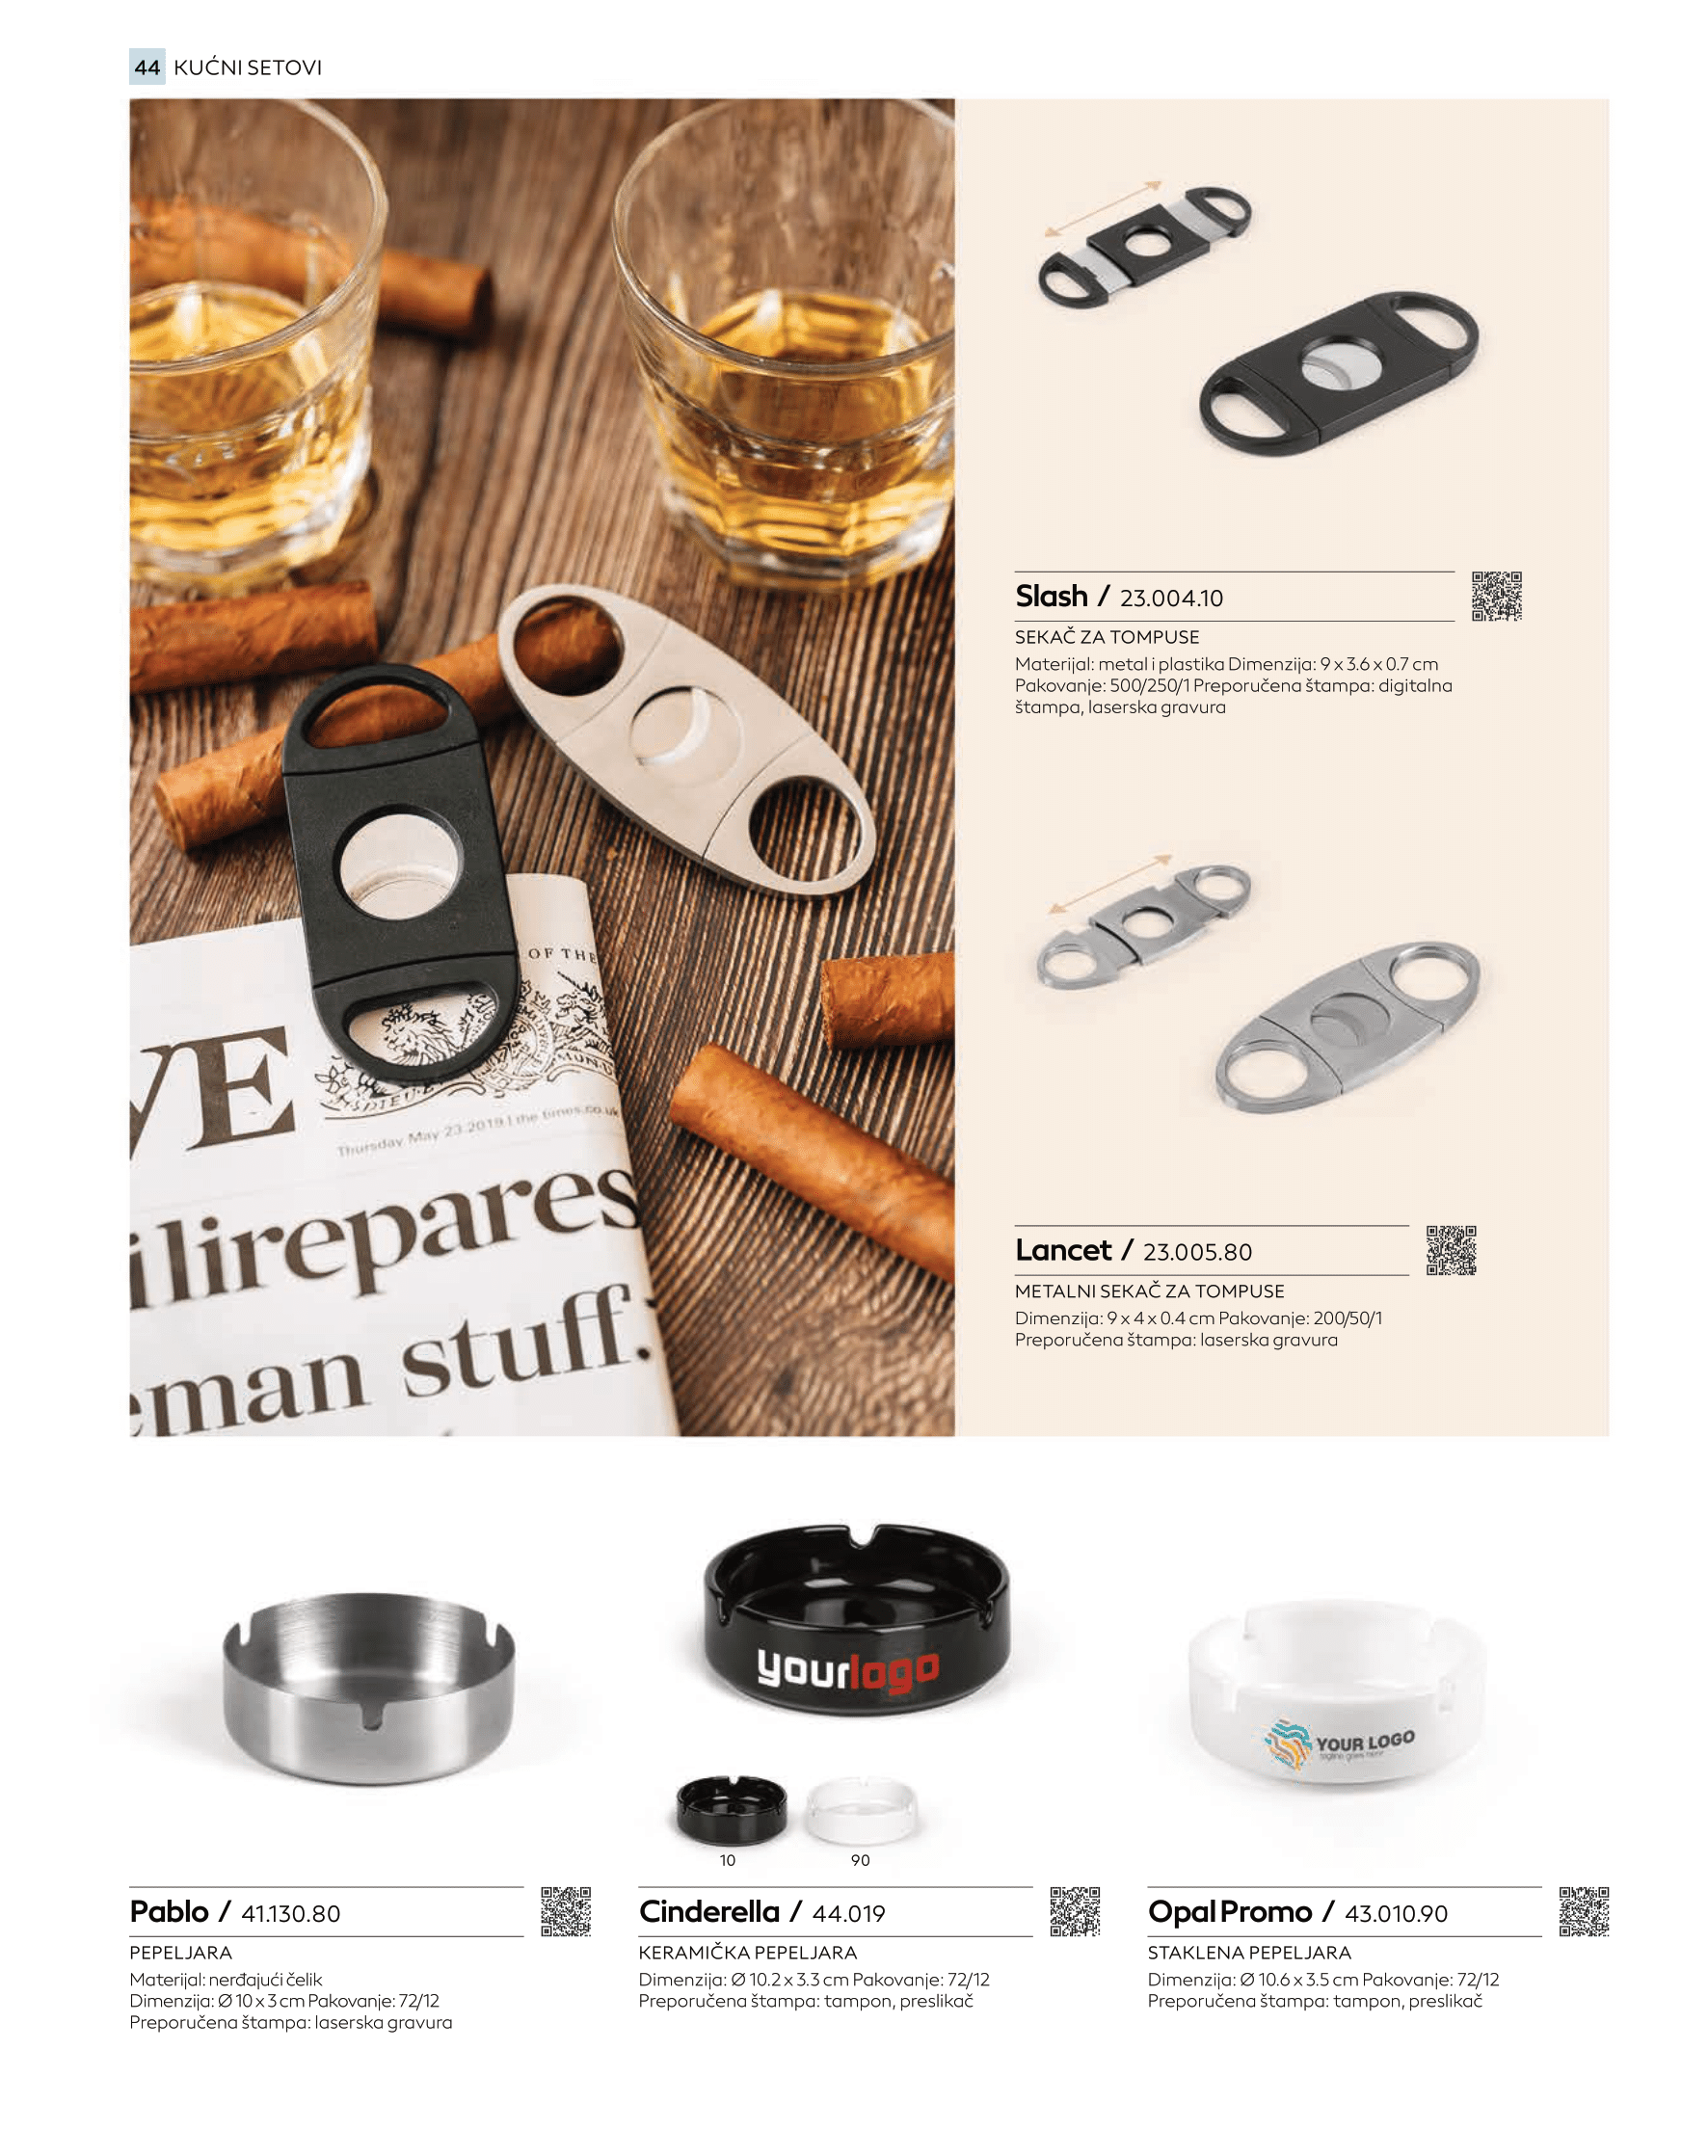 44 KUĆNI SETOVI
OF THE
VE
Thursday May 23 2019 | the times.co.uk
ilirepares
eman stuff.
Slash / 23.004.10
SEKAČ ZA TOMPUSE
Materijal: metal i plastika Dimenzija: 9 x 3.6 x 0.7 cm
Pakovanje: 500/250/1 Preporučena štampa: digitalna
štampa, laserska gravura
Lancet / 23.005.80
METALNI SEKAČ ZA TOMPUSE
Dimenzija: 9 x 4 x 0.4 cm Pakovanje: 200/50/1
Preporučena štampa: laserska gravura
yourlogo
YOUR LOGO
tagline goes here
10 90
Pablo / 41.130.80
PEPELJARA
Materijal: nerđajući čelik
Dimenzija: Ø 10 x 3 cm Pakovanje: 72/12
Preporučena štampa: laserska gravura
Cinderella / 44.019
KERAMIČKA PEPELJARA
Dimenzija: Ø 10.2 x 3.3 cm Pakovanje: 72/12
Preporučena štampa: tampon, preslikač
Opal Promo / 43.010.90
STAKLENA PEPELJARA
Dimenzija: Ø 10.6 x 3.5 cm Pakovanje: 72/12
Preporučena štampa: tampon, preslikač